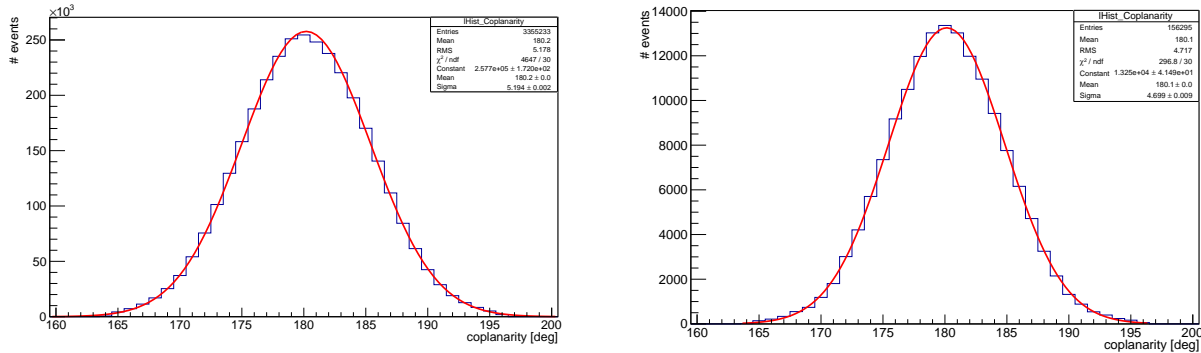 ×10³
# events
250
200
150
100
50
0
160 165 170 175 180 185 190 195 200
coplanarity [deg]
lHist_Coplanarity
Entries 3355233
Mean 180.2
RMS 5.178
χ² / ndf 4647 / 30
Constant 2.577e+05 ± 1.720e+02
Mean 180.2 ± 0.0
Sigma 5.194 ± 0.002
# events
14000
12000
10000
8000
6000
4000
2000
0
160 165 170 175 180 185 190 195 200
coplanarity [deg]
lHist_Coplanarity
Entries 156295
Mean 180.1
RMS 4.717
χ² / ndf 296.8 / 30
Constant 1.325e+04 ± 4.149e+01
Mean 180.1 ± 0.0
Sigma 4.699 ± 0.009